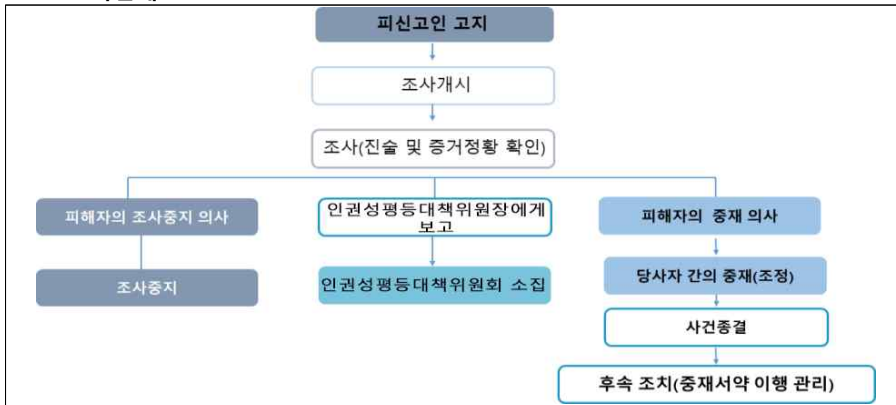 피신고인 고지
조사개시
조사(진술 및 증거정황 확인)
피해자의 조사중지 의사
인권성평등대책위원장에게
보고
피해자의 중재 의사
조사중지
인권성평등대책위원회 소집
당사자 간의 중재(조정)
사건종결
후속 조치(중재서약 이행 관리)